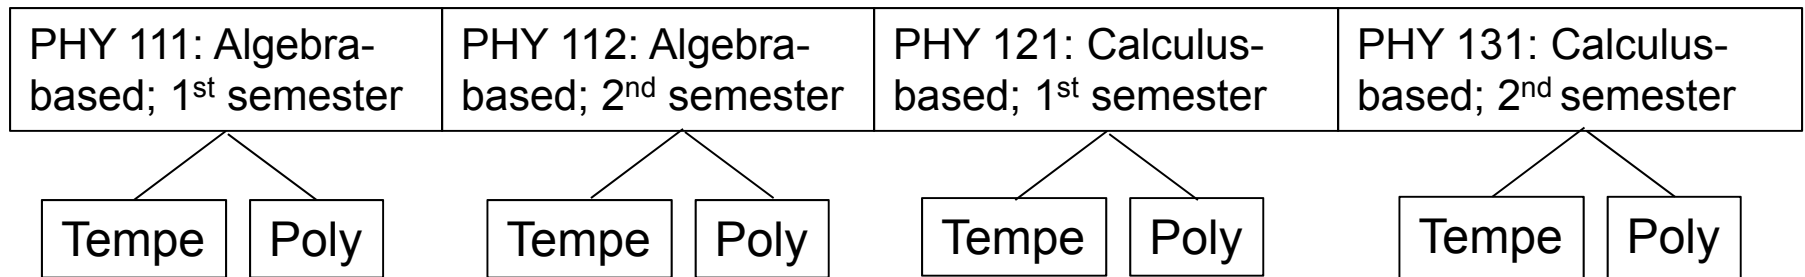 PHY 111: Algebra-
based; 1st semester
PHY 112: Algebra-
based; 2nd semester
PHY 121: Calculus-
based; 1st semester
PHY 131: Calculus-
based; 2nd semester
Tempe
Poly
Tempe
Poly
Tempe
Poly
Tempe
Poly